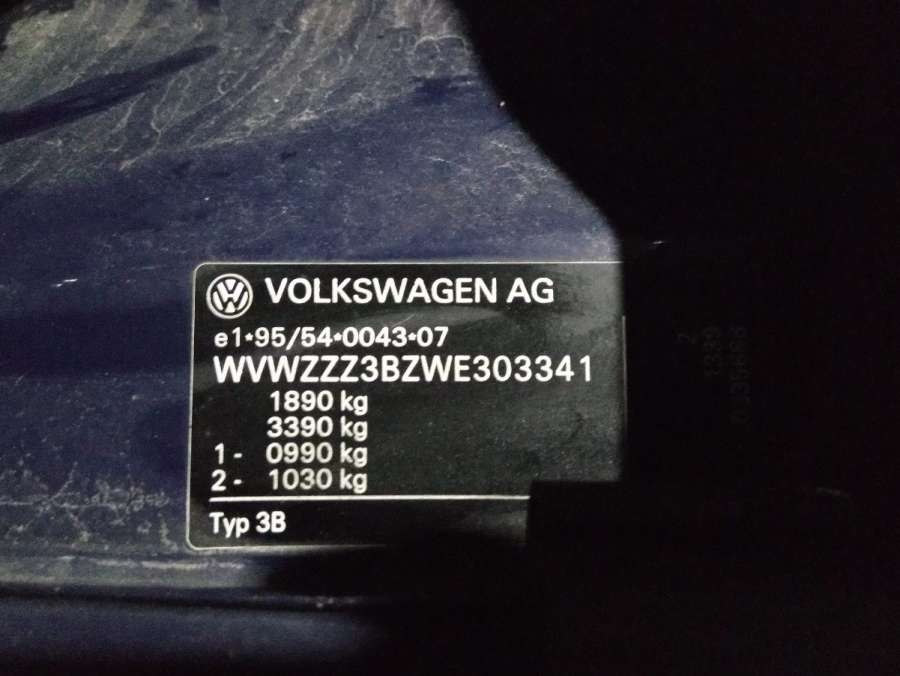 VOLKSWAGEN AG
e1*95/54*0043*07
WVWZZZ3BZWE303341
1890 kg
3390 kg
1- 0990 kg
2- 1030 kg
Typ 3B